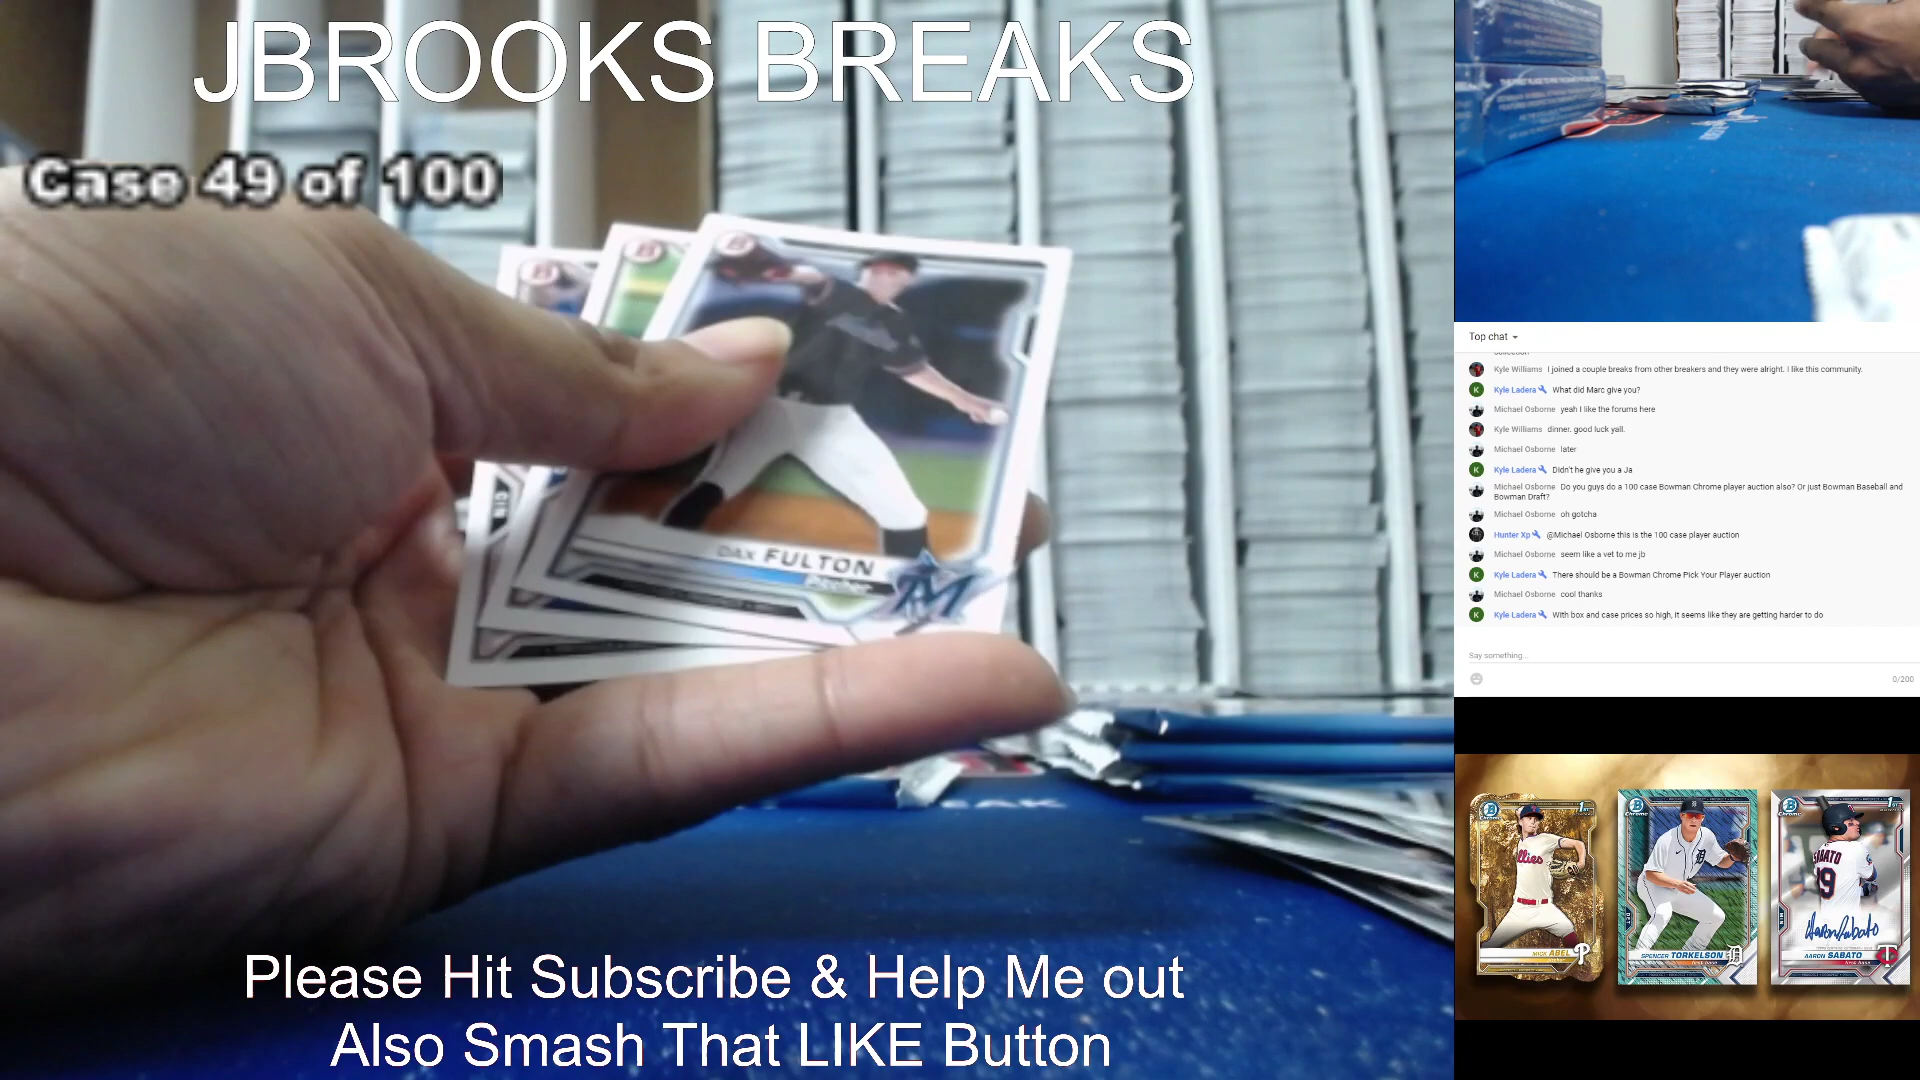 JBROOKS BREAKS
Case 49 of 100
DAX FULTON
Pitcher
CIN
Top chat
Kyle Williams I joined a couple breaks from other breakers and they were alright. I like this community.
K Kyle Ladera What did Marc give you?
Michael Osborne yeah I like the forums here
Kyle Williams dinner. good luck yall.
Michael Osborne later
K Kyle Ladera Didn't he give you a Ja
Michael Osborne Do you guys do a 100 case Bowman Chrome player auction also? Or just Bowman Baseball and
Bowman Draft?
Michael Osborne oh gotcha
Hunter Xp @Michael Osborne this is the 100 case player auction
Michael Osborne seem like a vet to me jb
K Kyle Ladera There should be a Bowman Chrome Pick Your Player auction
Michael Osborne cool thanks
K Kyle Ladera With box and case prices so high, it seems like they are getting harder to do
Say something...
0/200
MICK ABEL
SPENCER TORKELSON
first base
SABATO
19
AARON SABATO
first base
Please Hit Subscribe & Help Me out
Also Smash That LIKE Button